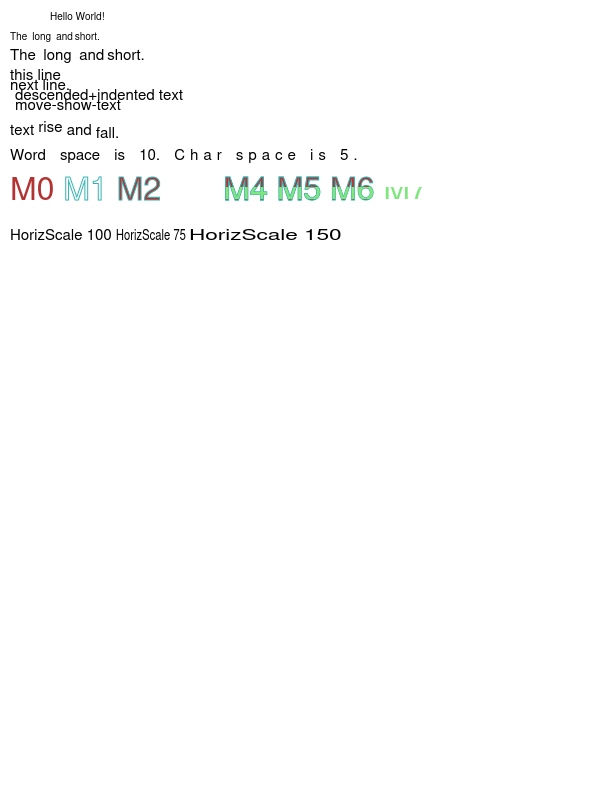 Hello World!
The long and short.
The long and short.
this line
next line.
descended+indented text
move-show-text
text rise and fall.
Word space is 10. Char space is 5.
M0 M1 M2 M4 M5 M6
HorizScale 100 HorizScale 75 HorizScale 150